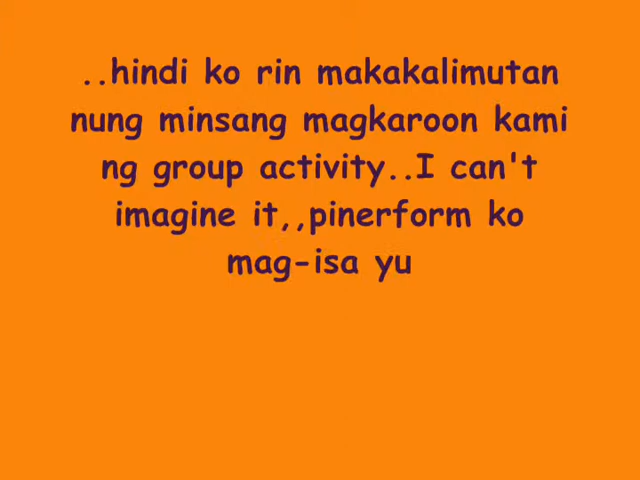 ..hindi ko rin makakalimutan
nung minsang magkaroon kami
ng group activity..I can't
imagine it,,pinerform ko
mag-isa yu